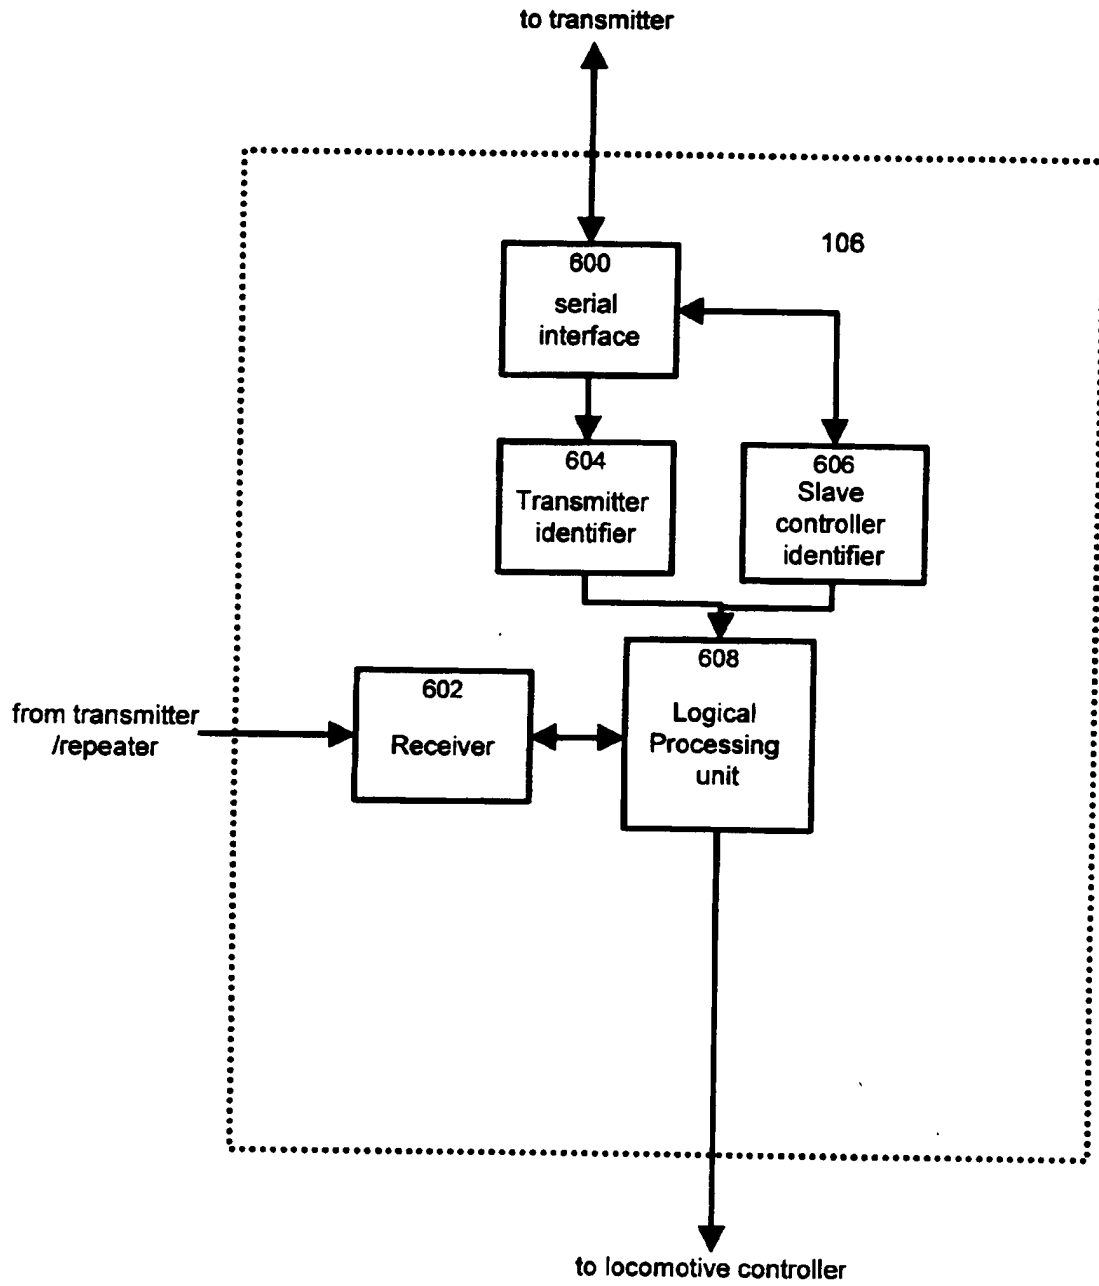 to transmitter
106
600
serial
interface
604
Transmitter
identifier
606
Slave
controller
identifier
608
Logical
Processing
unit
602
Receiver
from transmitter
/repeater
to locomotive controller